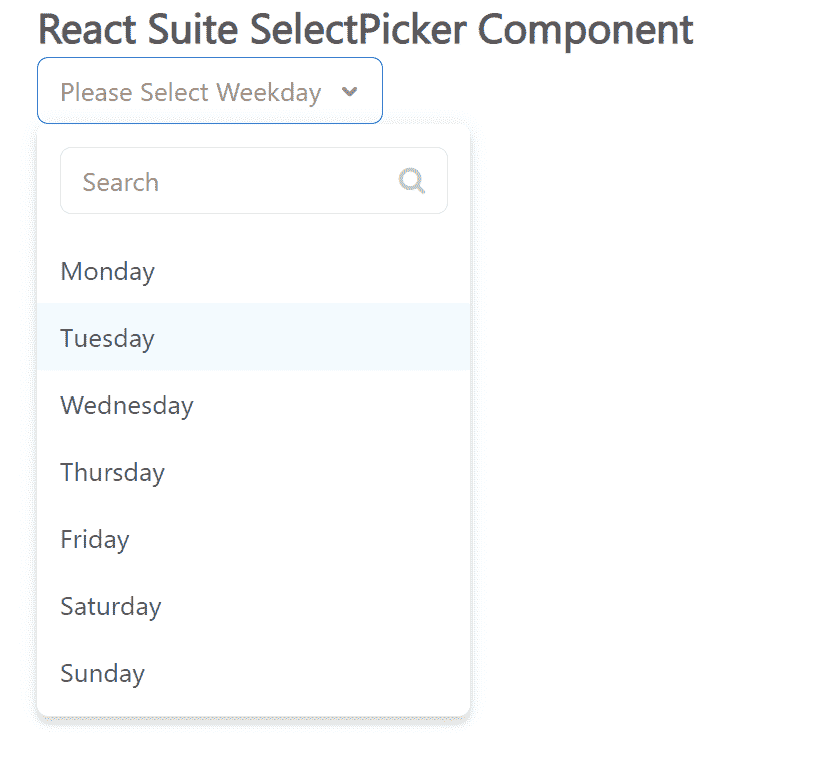 React Suite SelectPicker Component
Please Select Weekday
Search
Monday
Tuesday
Wednesday
Thursday
Friday
Saturday
Sunday